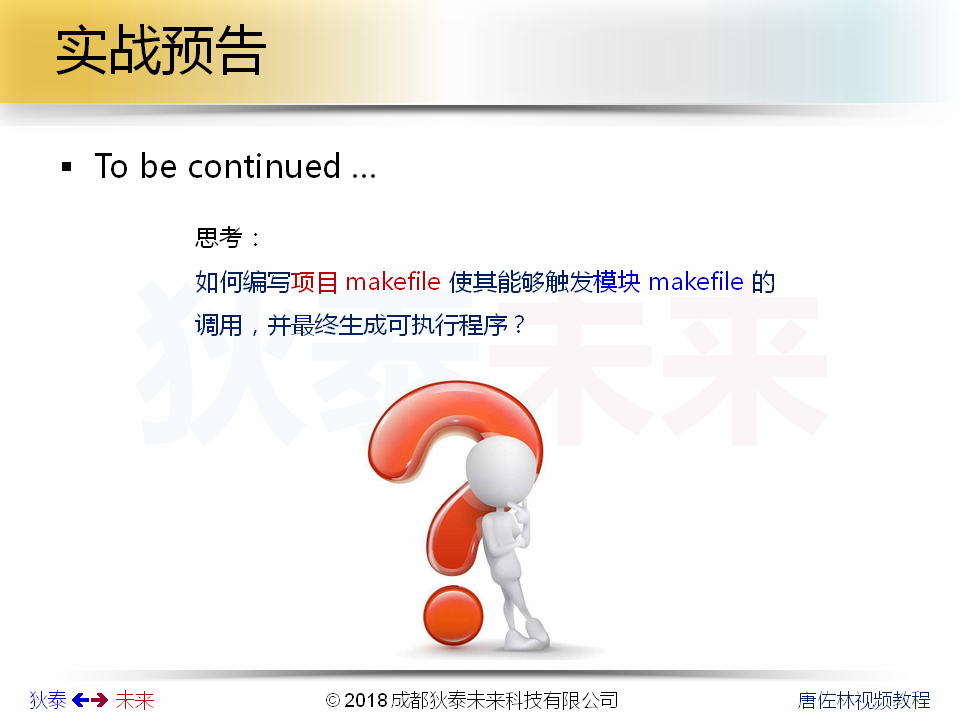 实战预告
▪ To be continued …
思考：
如何编写项目 makefile 使其能够触发模块 makefile 的
调用，并最终生成可执行程序？
狄泰未来
狄泰 🡸🡺 未来
© 2018 成都狄泰未来科技有限公司
唐佐林视频教程